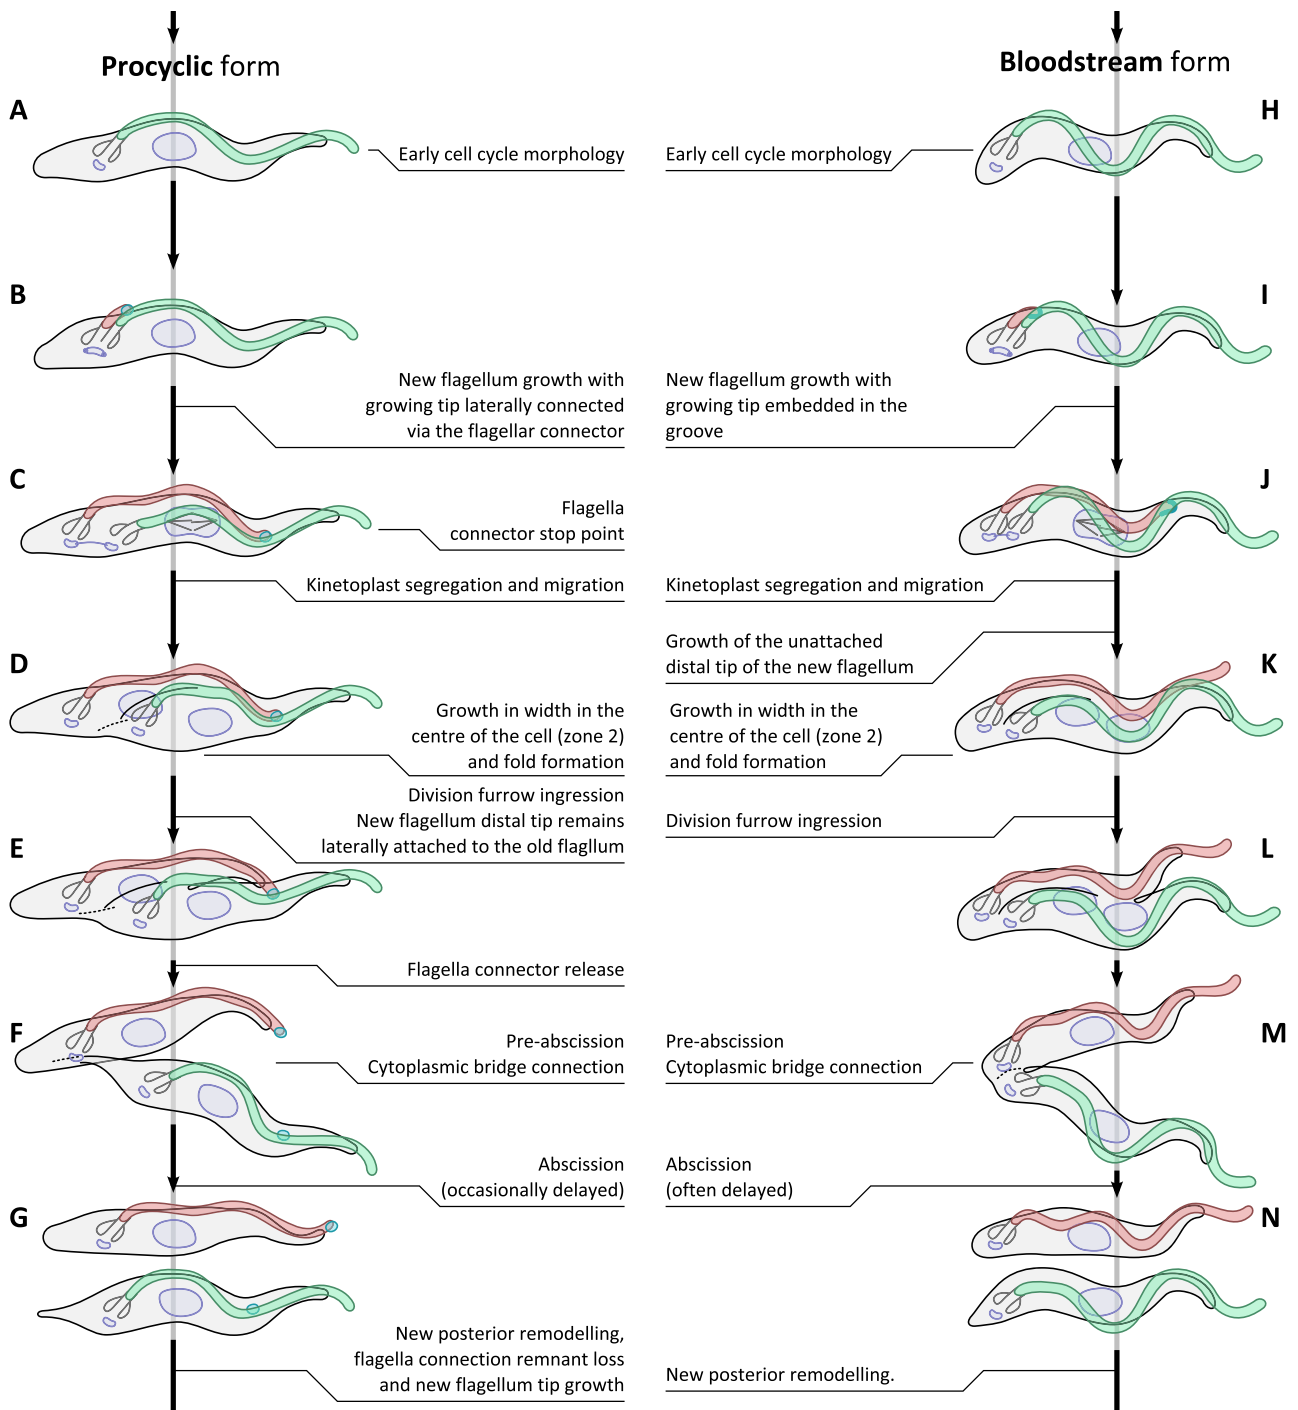 Procyclic form
A
Early cell cycle morphology
B
New flagellum growth with
growing tip laterally connected
via the flagellar connector
C
Flagella
connector stop point
Kinetoplast segregation and migration
D
Growth in width in the
centre of the cell (zone 2)
and fold formation
Division furrow ingression
New flagellum distal tip remains
laterally attached to the old flagllum
E
Flagella connector release
F
Pre-abscission
Cytoplasmic bridge connection
Abscission
(occasionally delayed)
G
New posterior remodelling,
flagella connection remnant loss
and new flagellum tip growth
Bloodstream form
H
Early cell cycle morphology
I
New flagellum growth with
growing tip embedded in the
groove
J
Kinetoplast segregation and migration
Growth of the unattached
distal tip of the new flagellum
K
Growth in width in the
centre of the cell (zone 2)
and fold formation
Division furrow ingression
L
M
Pre-abscission
Cytoplasmic bridge connection
Abscission
(often delayed)
N
New posterior remodelling.